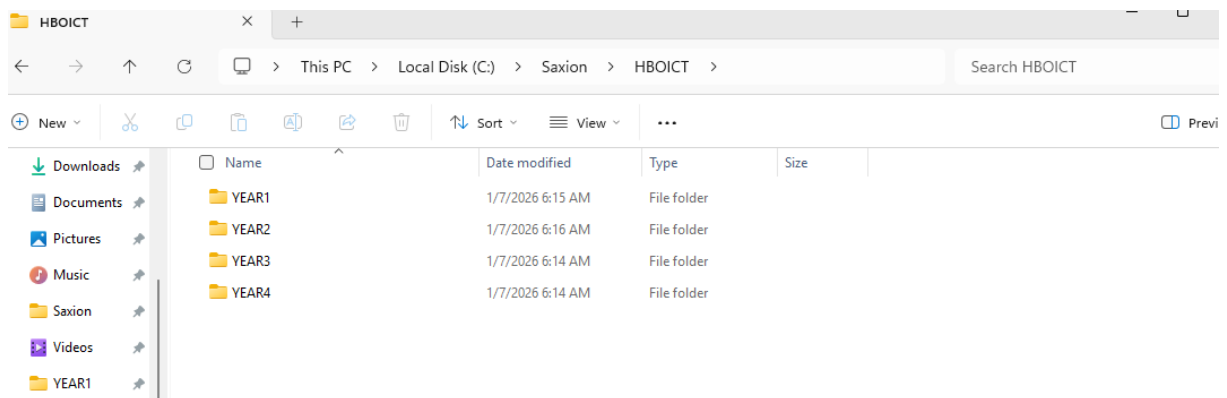 HBOICT
This PC > Local Disk (C:) > Saxion > HBOICT >
Search HBOICT
New
Sort
View
Previ
Downloads
Documents
Pictures
Music
Saxion
Videos
YEAR1
Name Date modified Type Size
YEAR1 1/7/2026 6:15 AM File folder
YEAR2 1/7/2026 6:16 AM File folder
YEAR3 1/7/2026 6:14 AM File folder
YEAR4 1/7/2026 6:14 AM File folder